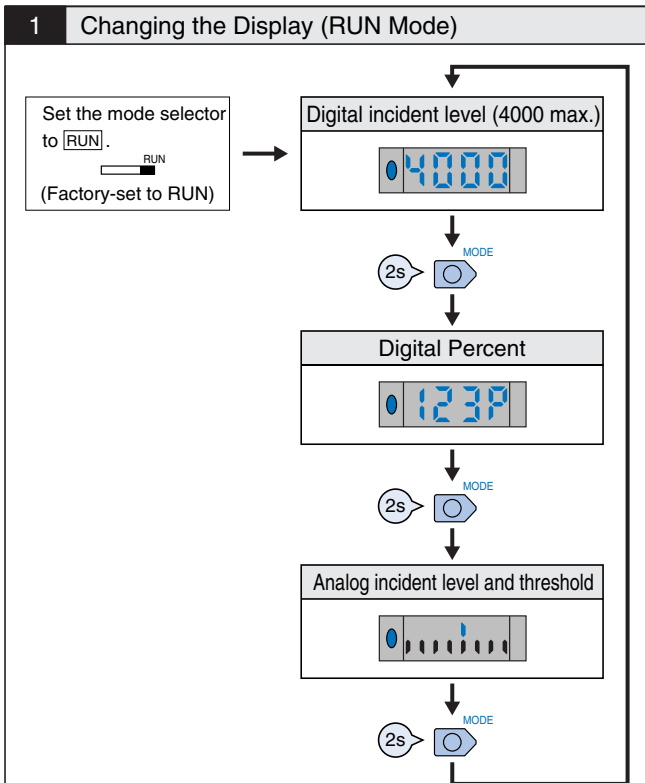 1 Changing the Display (RUN Mode)
Set the mode selector
to RUN.
RUN
(Factory-set to RUN)
Digital incident level (4000 max.)
4000
MODE
2s
Digital Percent
123P
MODE
2s
Analog incident level and threshold
MODE
2s